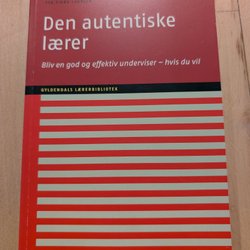 Den autentiske
lærer
Bliv en god og effektiv underviser – hvis du vil
GYLDENDALS LÆRERBIBLIOTEK